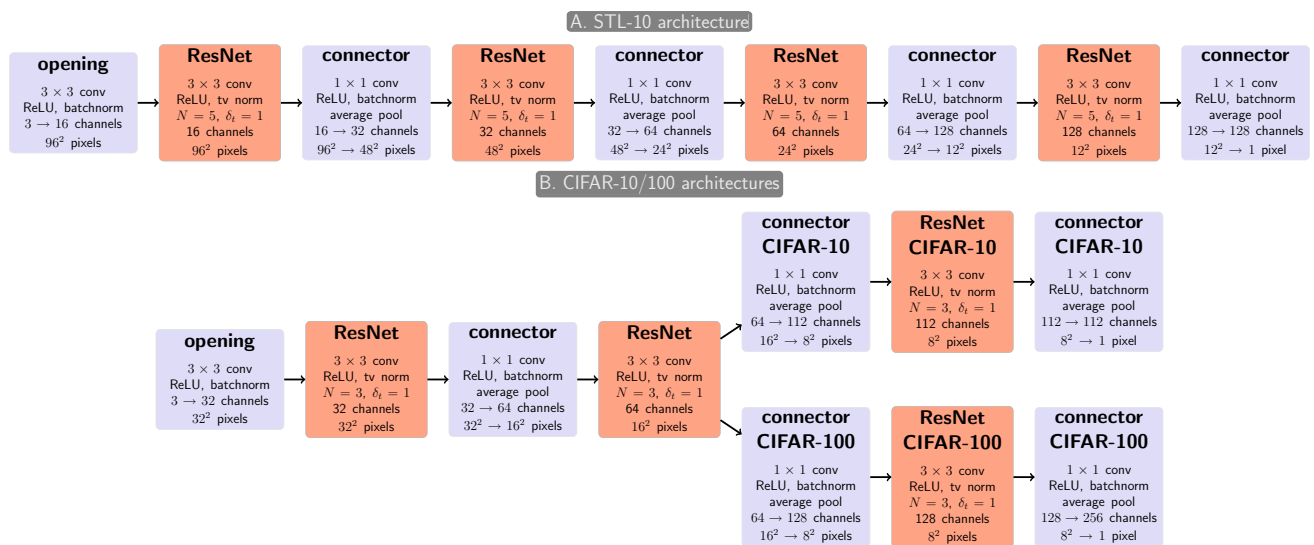 A. STL-10 architecture
opening
3 × 3 conv
ReLU, batchnorm
3 → 16 channels
96² pixels
ResNet
3 × 3 conv
ReLU, tv norm
N = 5, δₜ = 1
16 channels
96² pixels
connector
1 × 1 conv
ReLU, batchnorm
average pool
16 → 32 channels
96² → 48² pixels
ResNet
3 × 3 conv
ReLU, tv norm
N = 5, δₜ = 1
32 channels
48² pixels
connector
1 × 1 conv
ReLU, batchnorm
average pool
32 → 64 channels
48² → 24² pixels
ResNet
3 × 3 conv
ReLU, tv norm
N = 5, δₜ = 1
64 channels
24² pixels
connector
1 × 1 conv
ReLU, batchnorm
average pool
64 → 128 channels
24² → 12² pixels
ResNet
3 × 3 conv
ReLU, tv norm
N = 5, δₜ = 1
128 channels
12² pixels
connector
1 × 1 conv
ReLU, batchnorm
average pool
128 → 128 channels
12² → 1 pixel
B. CIFAR-10/100 architectures
opening
3 × 3 conv
ReLU, batchnorm
3 → 32 channels
32² pixels
ResNet
3 × 3 conv
ReLU, tv norm
N = 3, δₜ = 1
32 channels
32² pixels
connector
1 × 1 conv
ReLU, batchnorm
average pool
32 → 64 channels
32² → 16² pixels
ResNet
3 × 3 conv
ReLU, tv norm
N = 3, δₜ = 1
64 channels
16² pixels
connector
CIFAR-10
1 × 1 conv
ReLU, batchnorm
average pool
64 → 112 channels
16² → 8² pixels
ResNet
CIFAR-10
3 × 3 conv
ReLU, tv norm
N = 3, δₜ = 1
112 channels
8² pixels
connector
CIFAR-10
1 × 1 conv
ReLU, batchnorm
average pool
112 → 112 channels
8² → 1 pixel
connector
CIFAR-100
1 × 1 conv
ReLU, batchnorm
average pool
64 → 128 channels
16² → 8² pixels
ResNet
CIFAR-100
3 × 3 conv
ReLU, tv norm
N = 3, δₜ = 1
128 channels
8² pixels
connector
CIFAR-100
1 × 1 conv
ReLU, batchnorm
average pool
128 → 256 channels
8² → 1 pixel